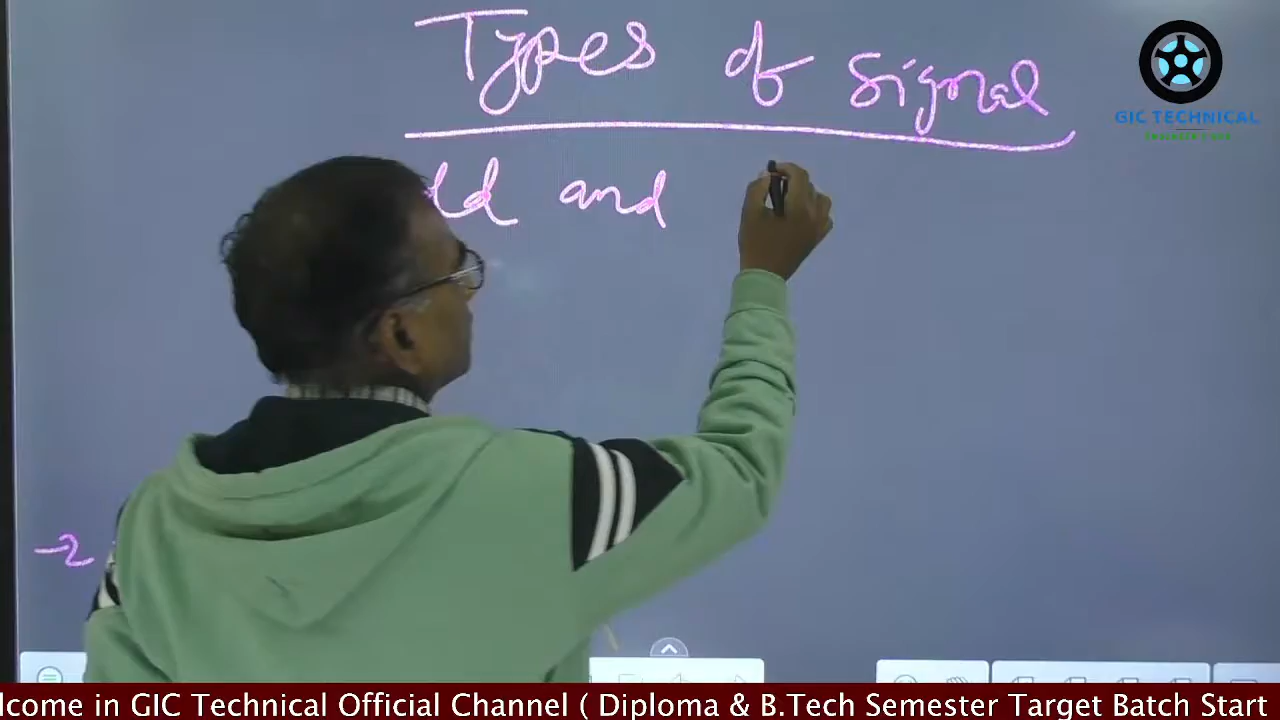 Types of Signal
GIC TECHNICAL
and
-2
lcome in GIC Technical Official Channel ( Diploma & B.Tech Semester Target Batch Start